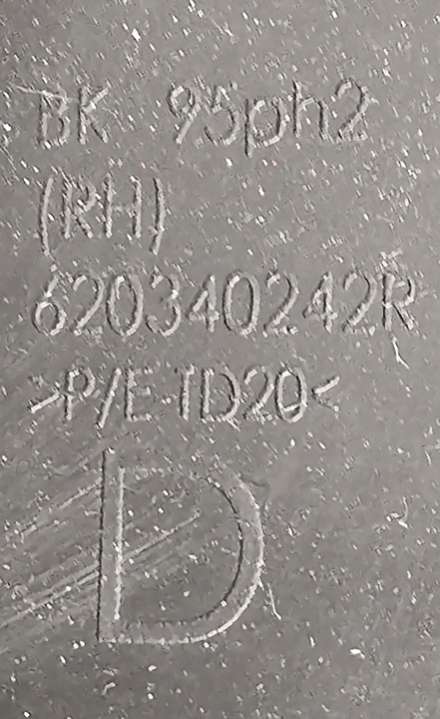 BK 95ph2
(RH)
620340242R
>P/E-TD20<
D